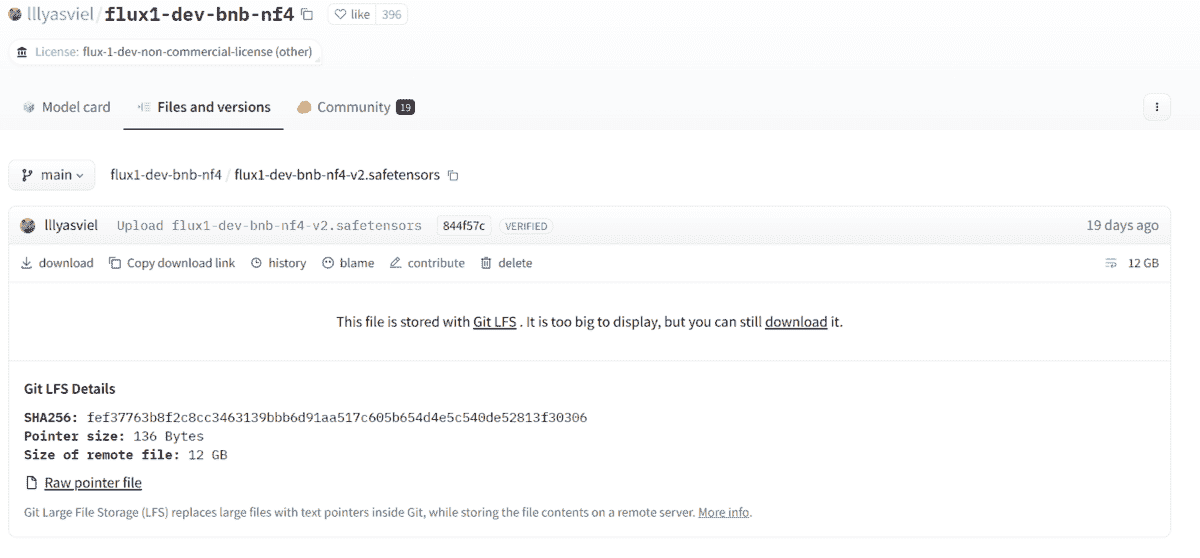 lllyasviel/flux1-dev-bnb-nf4 like 396
License: flux-1-dev-non-commercial-license (other)
Model card Files and versions Community 19
main flux1-dev-bnb-nf4 / flux1-dev-bnb-nf4-v2.safetensors
lllyasviel Upload flux1-dev-bnb-nf4-v2.safetensors 844f57c VERIFIED 19 days ago
download Copy download link history blame contribute delete 12 GB
This file is stored with Git LFS . It is too big to display, but you can still download it.
Git LFS Details
SHA256: fef37763b8f2c8cc3463139bbb6d91aa517c605b654d4e5c540de52813f30306
Pointer size: 136 Bytes
Size of remote file: 12 GB
Raw pointer file
Git Large File Storage (LFS) replaces large files with text pointers inside Git, while storing the file contents on a remote server. More info.